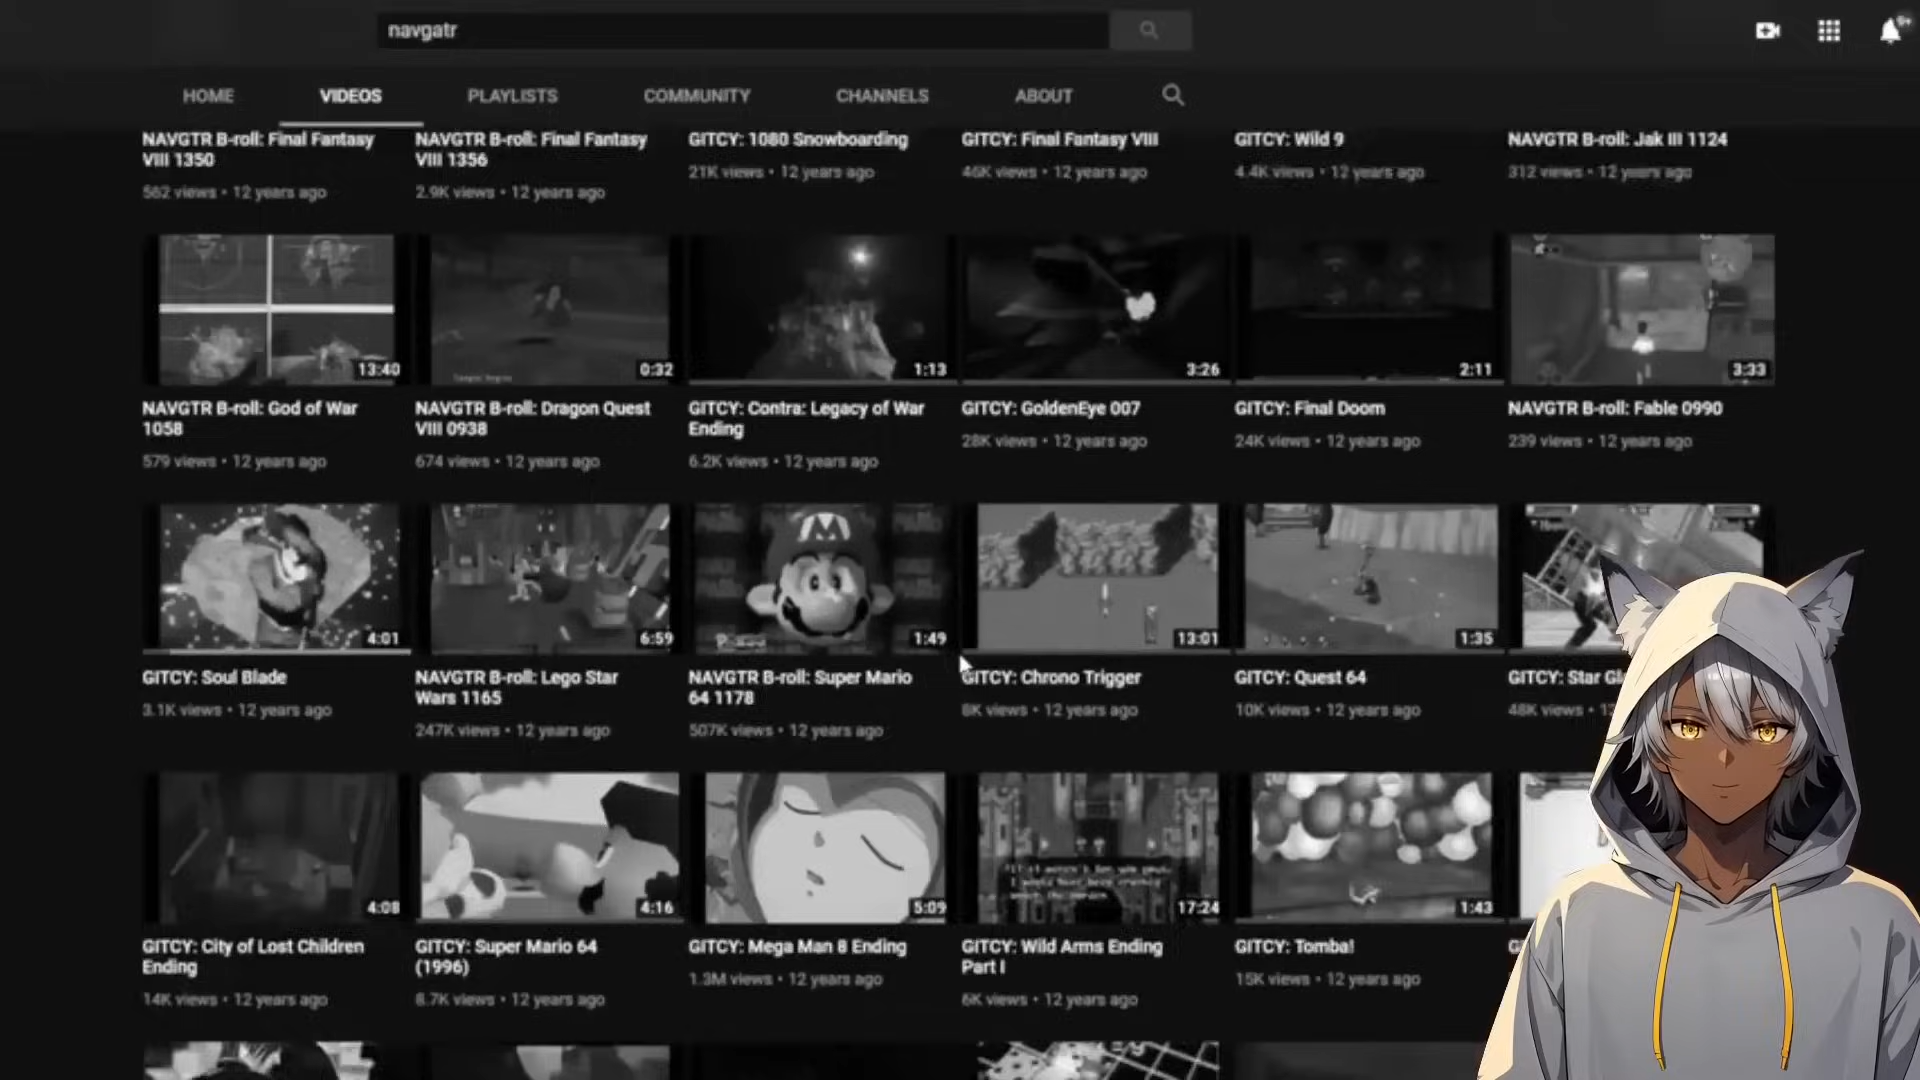 navgatr
9+
HOME VIDEOS PLAYLISTS COMMUNITY CHANNELS ABOUT
NAVGTR B-roll: Final Fantasy
VIII 1350
562 views • 12 years ago
NAVGTR B-roll: Final Fantasy
VIII 1356
2.9K views • 12 years ago
GITCY: 1080 Snowboarding
21K views • 12 years ago
GITCY: Final Fantasy VIII
46K views • 12 years ago
GITCY: Wild 9
4.4K views • 12 years ago
NAVGTR B-roll: Jak III 1124
312 views • 12 years ago
13:40
NAVGTR B-roll: God of War
1058
579 views • 12 years ago
0:32
NAVGTR B-roll: Dragon Quest
VIII 0938
674 views • 12 years ago
1:13
GITCY: Contra: Legacy of War
Ending
6.2K views • 12 years ago
3:26
GITCY: GoldenEye 007
28K views • 12 years ago
2:11
GITCY: Final Doom
24K views • 12 years ago
3:33
NAVGTR B-roll: Fable 0990
239 views • 12 years ago
4:01
GITCY: Soul Blade
3.1K views • 12 years ago
6:59
NAVGTR B-roll: Lego Star
Wars 1165
247K views • 12 years ago
M
1:49
NAVGTR B-roll: Super Mario
64 1178
507K views • 12 years ago
13:01
GITCY: Chrono Trigger
8K views • 12 years ago
1:35
GITCY: Quest 64
10K views • 12 years ago
GITCY: Star
48K views •
4:08
GITCY: City of Lost Children
Ending
14K views • 12 years ago
4:16
GITCY: Super Mario 64
(1996)
8.7K views • 12 years ago
5:09
GITCY: Mega Man 8 Ending
1.3M views • 12 years ago
17:24
GITCY: Wild Arms Ending
Part I
6K views • 12 years ago
1:43
GITCY: Tomba!
15K views • 12 years ago